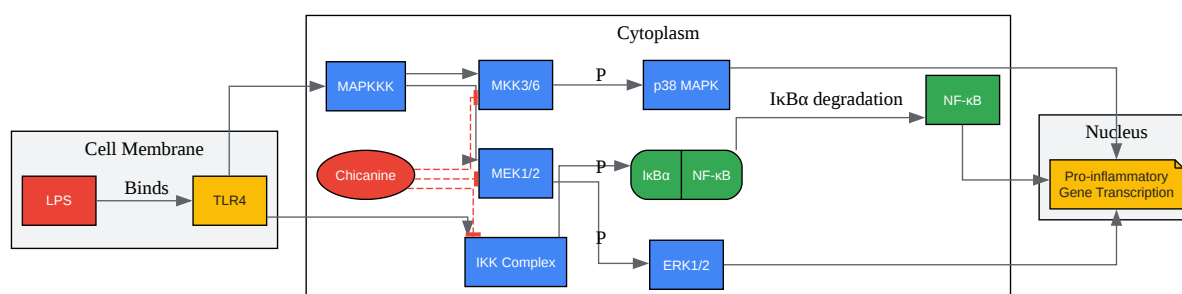 Cytoplasm
MAPKKK
MKK3/6
P
p38 MAPK
IκBα degradation
NF-κB
Cell Membrane
LPS
Binds
TLR4
Chicanine
MEK1/2
P
IκBα
NF-κB
Nucleus
Pro-inflammatory
Gene Transcription
IKK Complex
P
ERK1/2